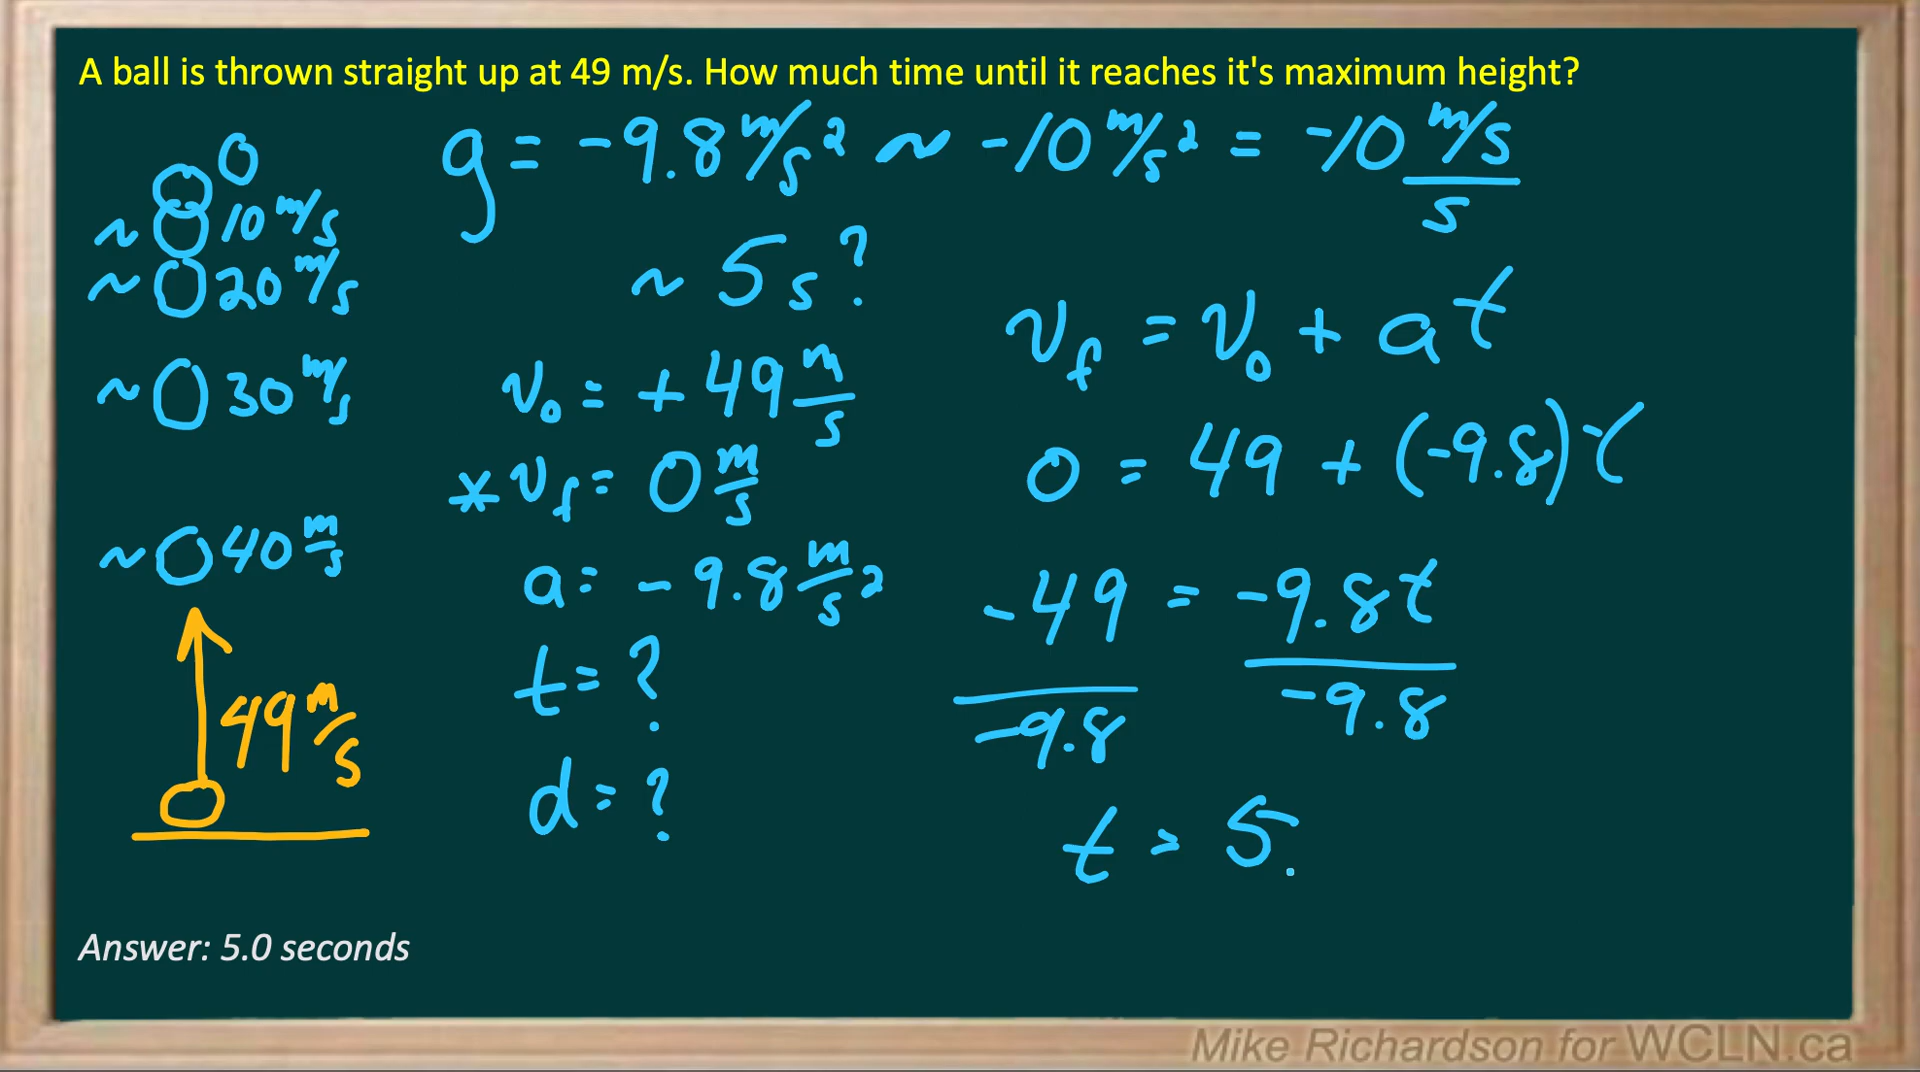 A ball is thrown straight up at 49 m/s. How much time until it reaches it's maximum height?
g = -9.8 m/s² ~ -10 m/s² = -10 m/s / s
0
~ 10 m/s
~ 20 m/s
~ 30 m/s
~ 40 m/s
49 m/s
~ 5 s ?
v₀ = + 49 m/s
* v_f = 0 m/s
a = - 9.8 m/s²
t = ?
d = ?
v_f = v₀ + at
0 = 49 + (-9.8) t
-49 = -9.8t
-9.8 -9.8
t = 5.
Answer: 5.0 seconds
Mike Richardson for WCLN.ca